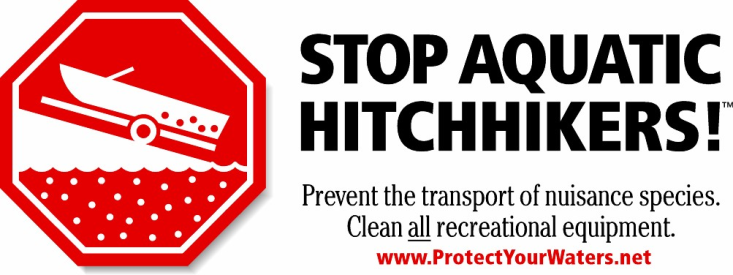 STOP AQUATIC
HITCHHIKERS!™
Prevent the transport of nuisance species.
Clean all recreational equipment.
www.ProtectYourWaters.net